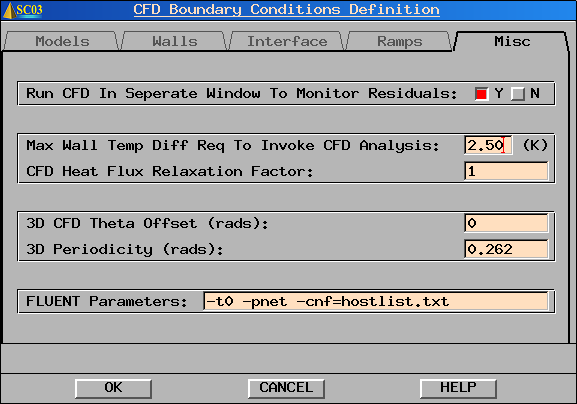 SC03 CFD Boundary Conditions Definition
Models Walls Interface Ramps Misc
Run CFD In Seperate Window To Monitor Residuals: Y N
Max Wall Temp Diff Req To Invoke CFD Analysis: 2.50 (K)
CFD Heat Flux Relaxation Factor: 1
3D CFD Theta Offset (rads): 0
3D Periodicity (rads): 0.262
FLUENT Parameters: -t0 -pnet -cnf=hostlist.txt
OK CANCEL HELP